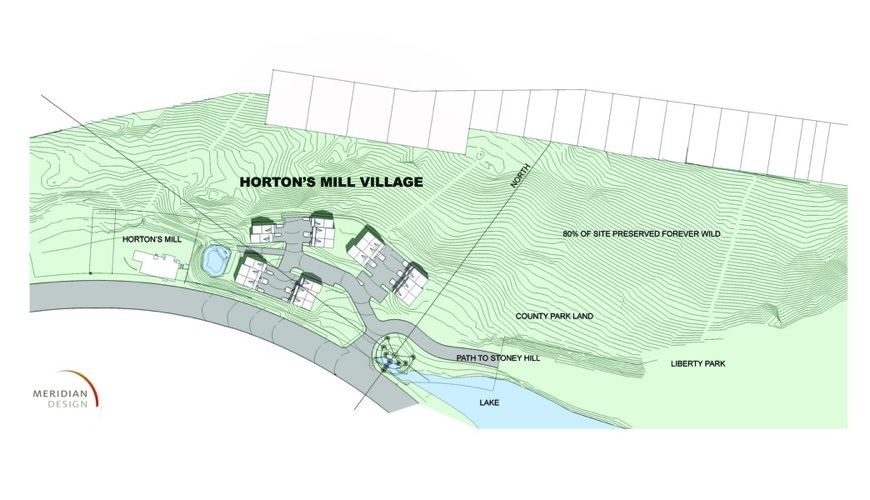 HORTON'S MILL VILLAGE
NORTH
80% OF SITE PRESERVED FOREVER WILD
HORTON'S MILL
COUNTY PARK LAND
PATH TO STONEY HILL
LIBERTY PARK
LAKE
MERIDIAN
DESIGN